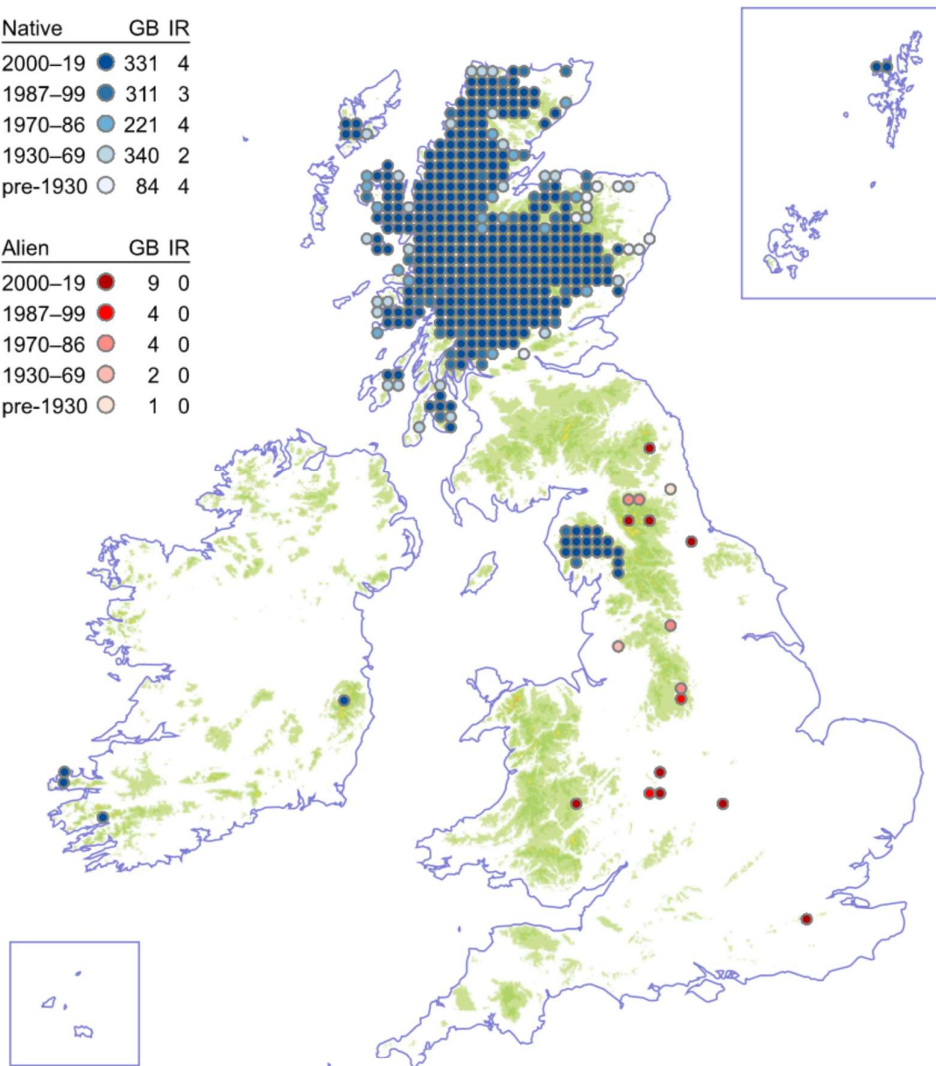 Native GB IR
2000–19 331 4
1987–99 311 3
1970–86 221 4
1930–69 340 2
pre-1930 84 4
Alien GB IR
2000–19 9 0
1987–99 4 0
1970–86 4 0
1930–69 2 0
pre-1930 1 0